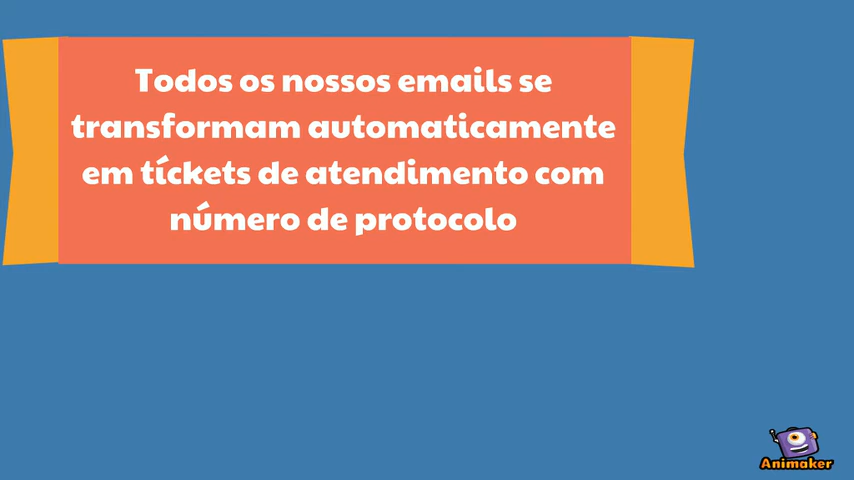 Todos os nossos emails se
transformam automaticamente
em tíckets de atendimento com
número de protocolo
Animaker